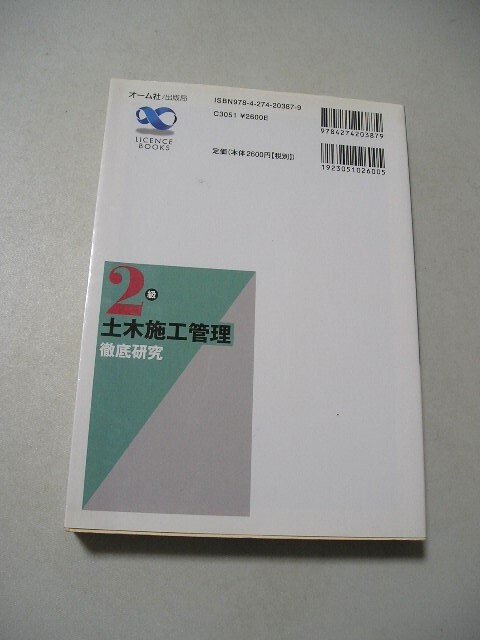 オーム社/出版局
LICENCE
BOOKS
ISBN978-4-274-20387-9
C3051 ¥2600E
定価(本体2600円【税別】)
9784274203879
1923051026005
2級
土木施工管理
徹底研究